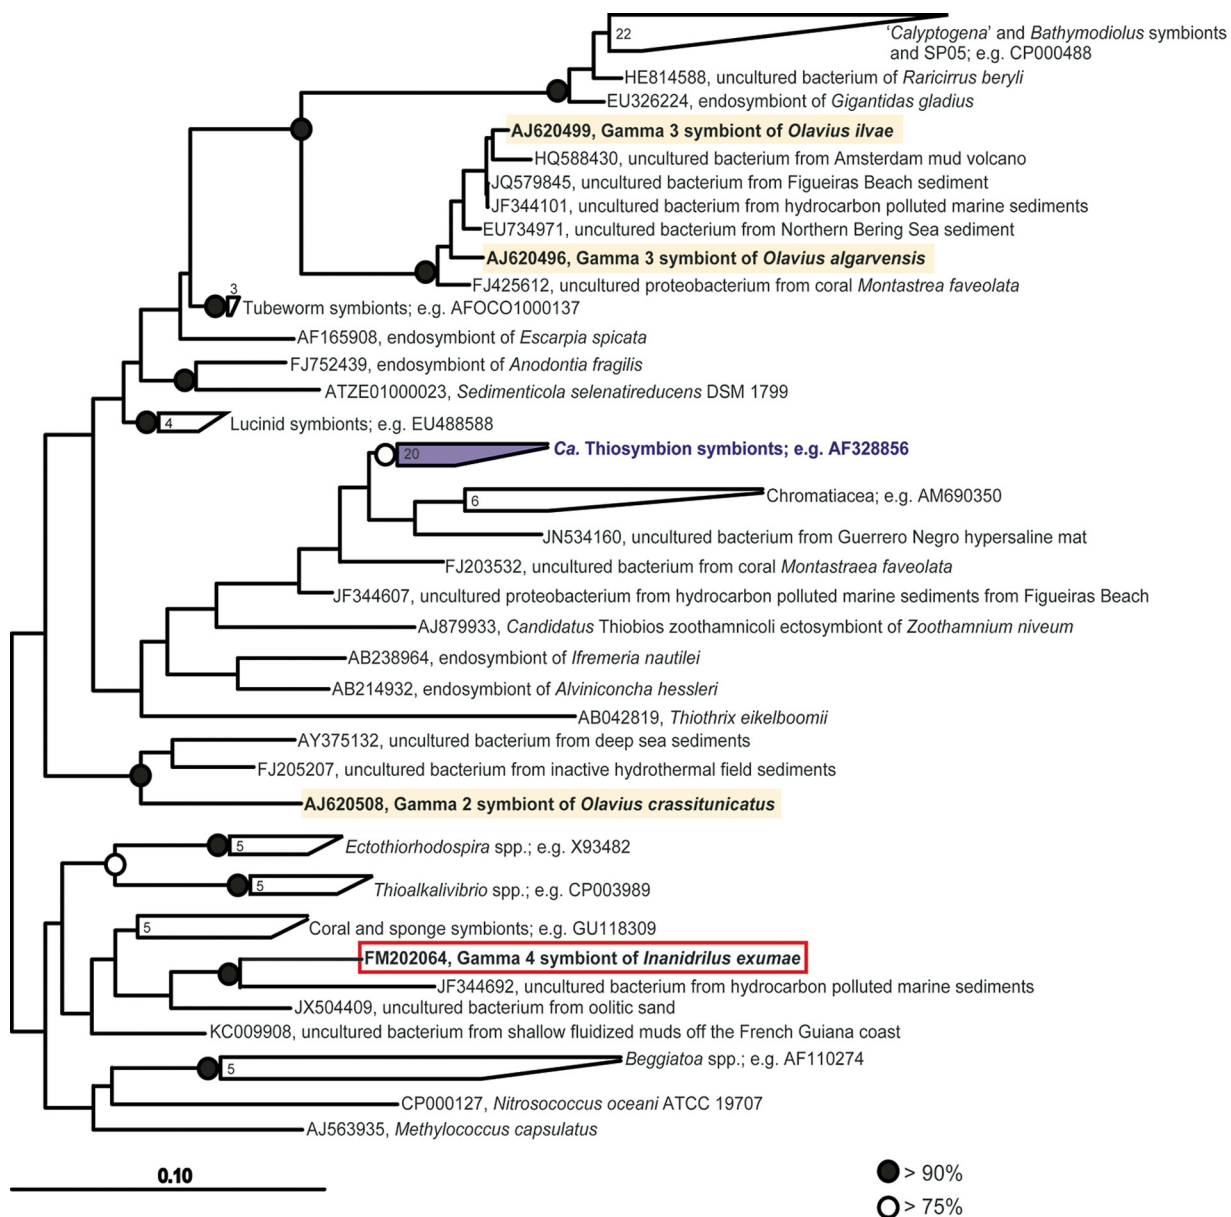 22
'Calyptogena' and Bathymodiolus symbionts
and SP05; e.g. CP000488
HE814588, uncultured bacterium of Raricirrus beryli
EU326224, endosymbiont of Gigantidas gladius
AJ620499, Gamma 3 symbiont of Olavius ilvae
HQ588430, uncultured bacterium from Amsterdam mud volcano
JQ579845, uncultured bacterium from Figueiras Beach sediment
JF344101, uncultured bacterium from hydrocarbon polluted marine sediments
EU734971, uncultured bacterium from Northern Bering Sea sediment
AJ620496, Gamma 3 symbiont of Olavius algarvensis
FJ425612, uncultured proteobacterium from coral Montastrea faveolata
3
Tubeworm symbionts; e.g. AFOCO1000137
AF165908, endosymbiont of Escarpia spicata
FJ752439, endosymbiont of Anodontia fragilis
ATZE01000023, Sedimenticola selenatireducens DSM 1799
4
Lucinid symbionts; e.g. EU488588
20
Ca. Thiosymbion symbionts; e.g. AF328856
6
Chromatiacea; e.g. AM690350
JN534160, uncultured bacterium from Guerrero Negro hypersaline mat
FJ203532, uncultured bacterium from coral Montastraea faveolata
JF344607, uncultured proteobacterium from hydrocarbon polluted marine sediments from Figueiras Beach
AJ879933, Candidatus Thiobios zoothamnicoli ectosymbiont of Zoothamnium niveum
AB238964, endosymbiont of Ifremeria nautilei
AB214932, endosymbiont of Alviniconcha hessleri
AB042819, Thiothrix eikelboomii
AY375132, uncultured bacterium from deep sea sediments
FJ205207, uncultured bacterium from inactive hydrothermal field sediments
AJ620508, Gamma 2 symbiont of Olavius crassitunicatus
5
Ectothiorhodospira spp.; e.g. X93482
5
Thioalkalivibrio spp.; e.g. CP003989
5
Coral and sponge symbionts; e.g. GU118309
FM202064, Gamma 4 symbiont of Inanidrilus exumae
JF344692, uncultured bacterium from hydrocarbon polluted marine sediments
JX504409, uncultured bacterium from oolitic sand
KC009908, uncultured bacterium from shallow fluidized muds off the French Guiana coast
5
Beggiatoa spp.; e.g. AF110274
CP000127, Nitrosococcus oceani ATCC 19707
AJ563935, Methylococcus capsulatus
0.10
> 90%
> 75%